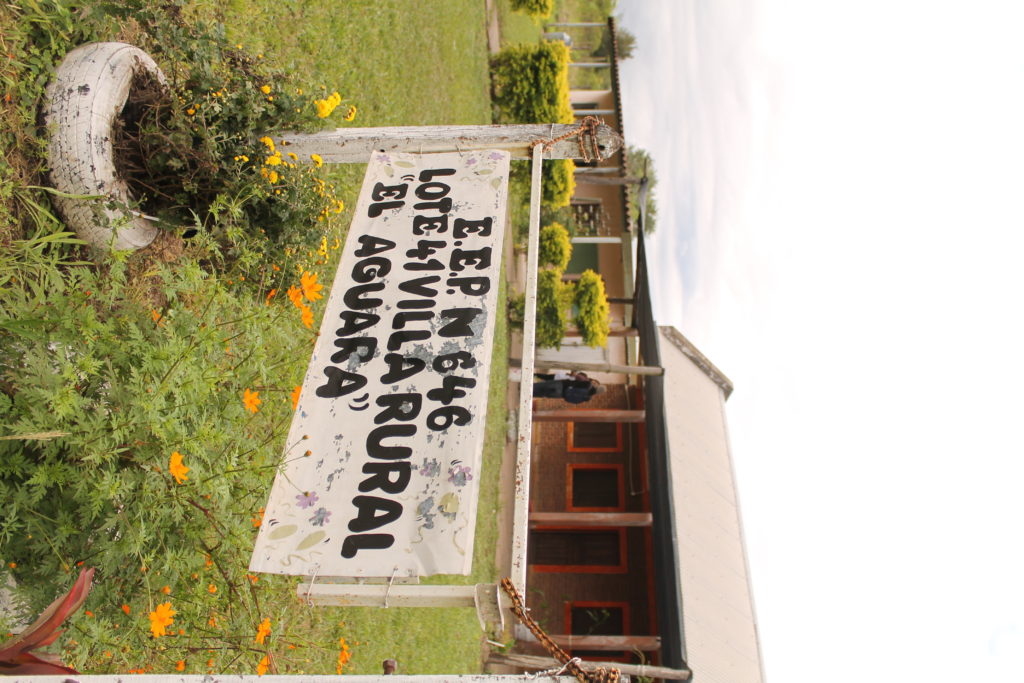 E.E.P. N 646
LOTE 41 VILLA RURAL
"EL AGUARA"